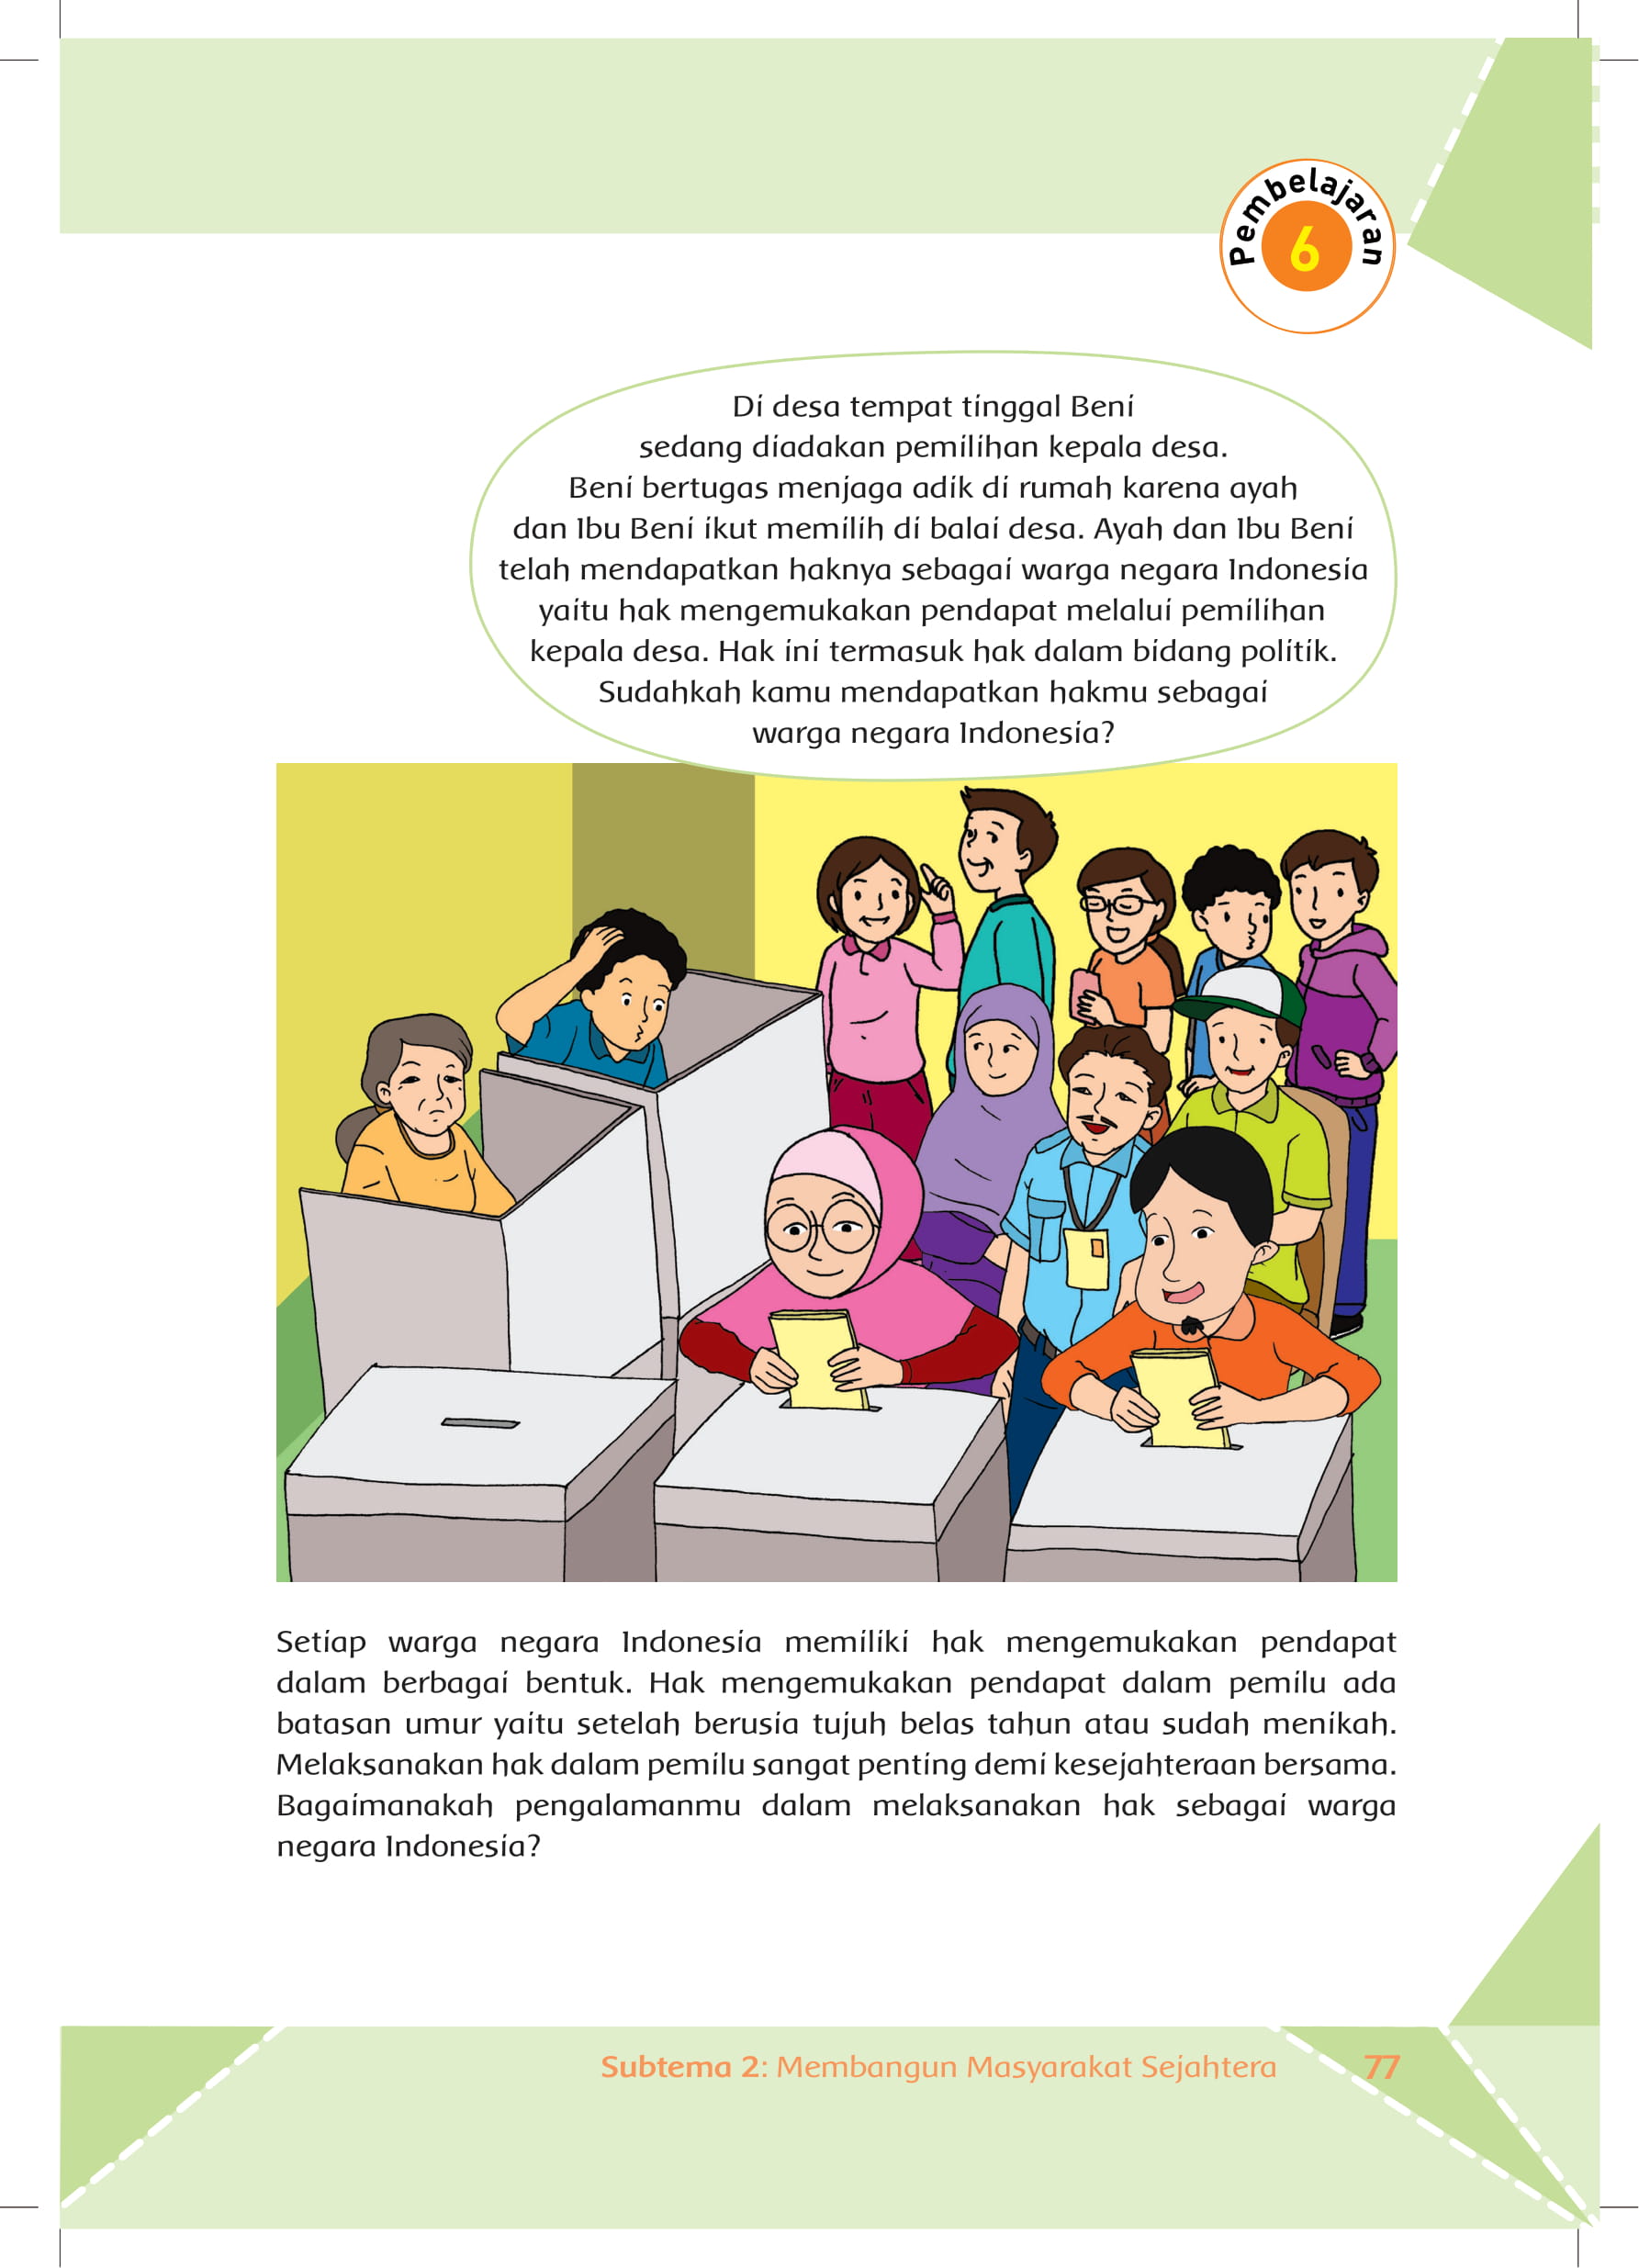 Pembelajaran
6
Di desa tempat tinggal Beni
sedang diadakan pemilihan kepala desa.
Beni bertugas menjaga adik di rumah karena ayah
dan Ibu Beni ikut memilih di balai desa. Ayah dan Ibu Beni
telah mendapatkan haknya sebagai warga negara Indonesia
yaitu hak mengemukakan pendapat melalui pemilihan
kepala desa. Hak ini termasuk hak dalam bidang politik.
Sudahkah kamu mendapatkan hakmu sebagai
warga negara Indonesia?
Setiap warga negara Indonesia memiliki hak mengemukakan pendapat
dalam berbagai bentuk. Hak mengemukakan pendapat dalam pemilu ada
batasan umur yaitu setelah berusia tujuh belas tahun atau sudah menikah.
Melaksanakan hak dalam pemilu sangat penting demi kesejahteraan bersama.
Bagaimanakah pengalamanmu dalam melaksanakan hak sebagai warga
negara Indonesia?
Subtema 2: Membangun Masyarakat Sejahtera 77